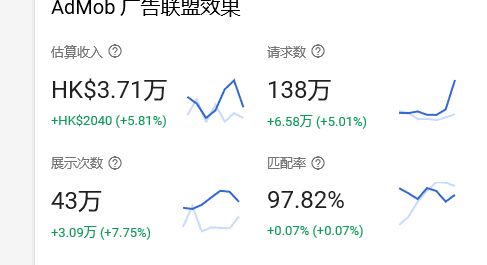 AdMob 广告联盟效果
估算收入
HK$3.71万
+HK$2040 (+5.81%)
请求数
138万
+6.58万 (+5.01%)
展示次数
43万
+3.09万 (+7.75%)
匹配率
97.82%
+0.07% (+0.07%)